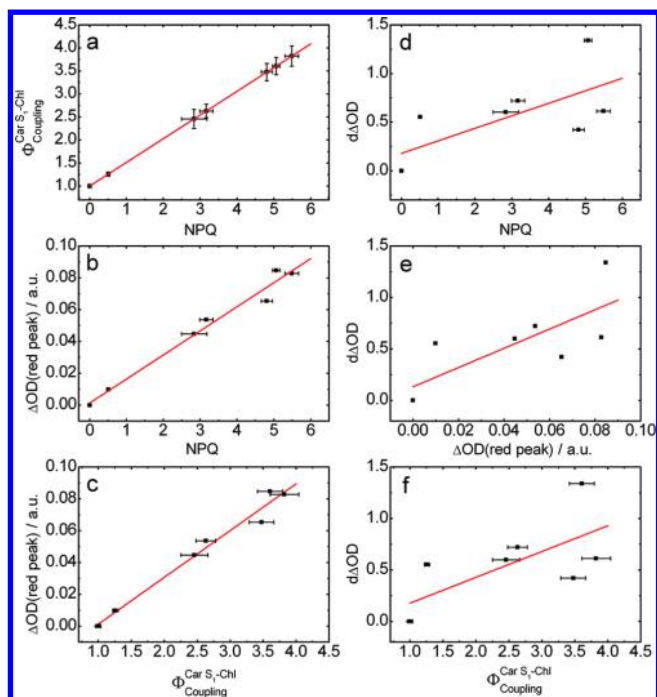 a
4.5
4.0
3.5
3.0
2.5
2.0
1.5
1.0
Φ Car S₁-Chl Coupling
0 1 2 3 4 5 6
NPQ
d
1.5
1.0
0.5
0.0
dΔOD
0 1 2 3 4 5 6
NPQ
b
0.10
0.08
0.06
0.04
0.02
0.00
ΔOD(red peak) / a.u.
0 1 2 3 4 5 6
NPQ
e
1.5
1.0
0.5
0.0
dΔOD
0.00 0.02 0.04 0.06 0.08 0.10
ΔOD(red peak) / a.u.
c
0.10
0.08
0.06
0.04
0.02
0.00
ΔOD(red peak) / a.u.
1.0 1.5 2.0 2.5 3.0 3.5 4.0 4.5
Φ Car S₁-Chl Coupling
f
1.5
1.0
0.5
0.0
dΔOD
1.0 1.5 2.0 2.5 3.0 3.5 4.0 4.5
Φ Car S₁-Chl Coupling